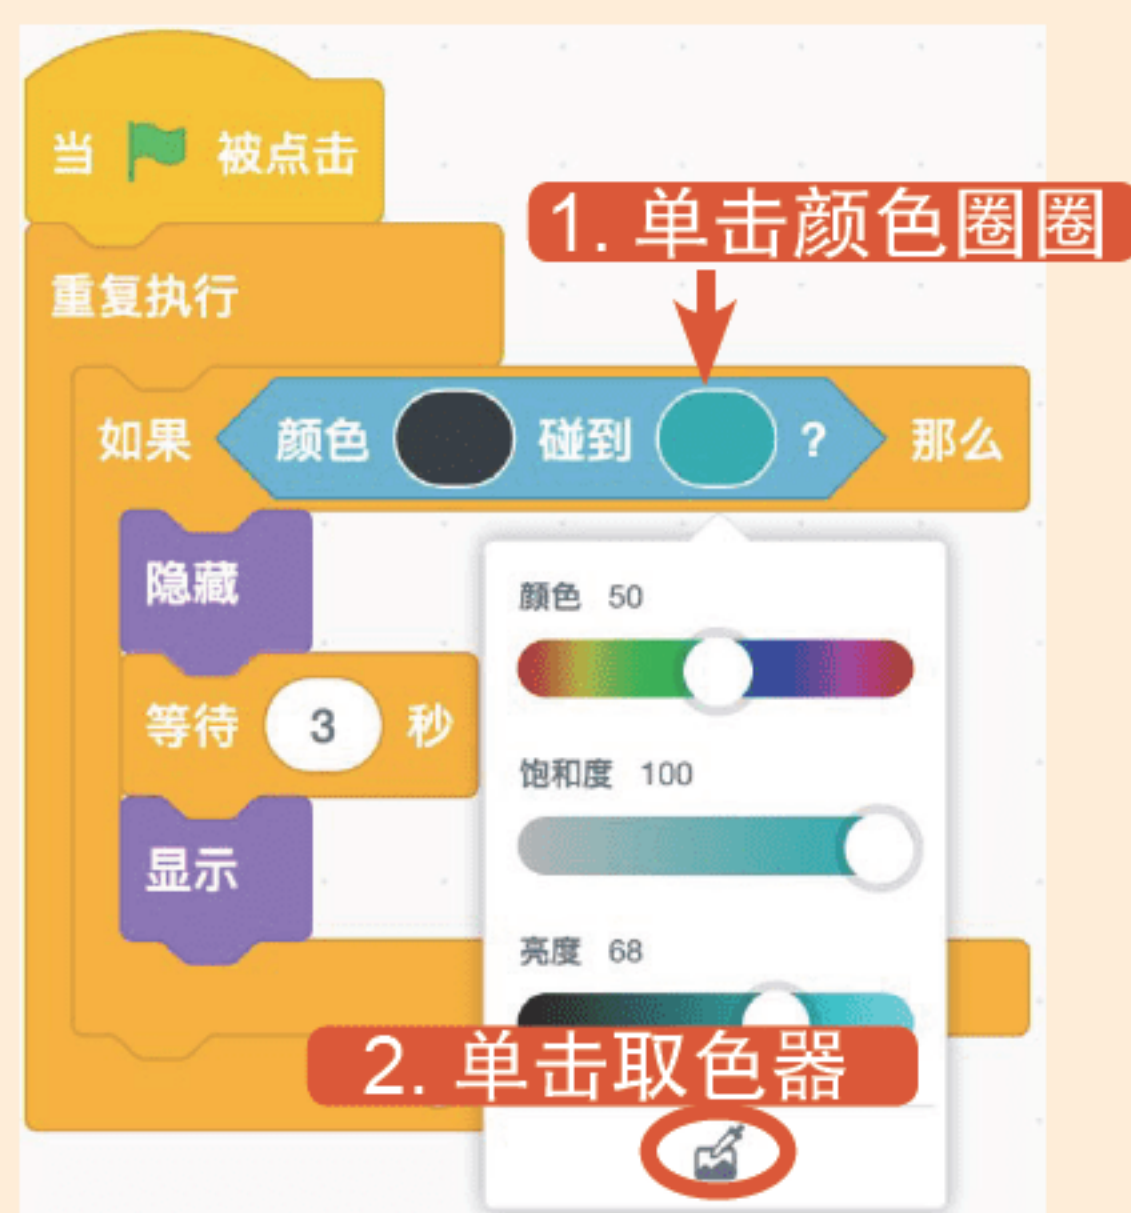 当 被点击
1. 单击颜色圈圈
重复执行
如果 颜色 碰到 ? 那么
隐藏
颜色 50
等待 3 秒
饱和度 100
显示
亮度 68
2. 单击取色器